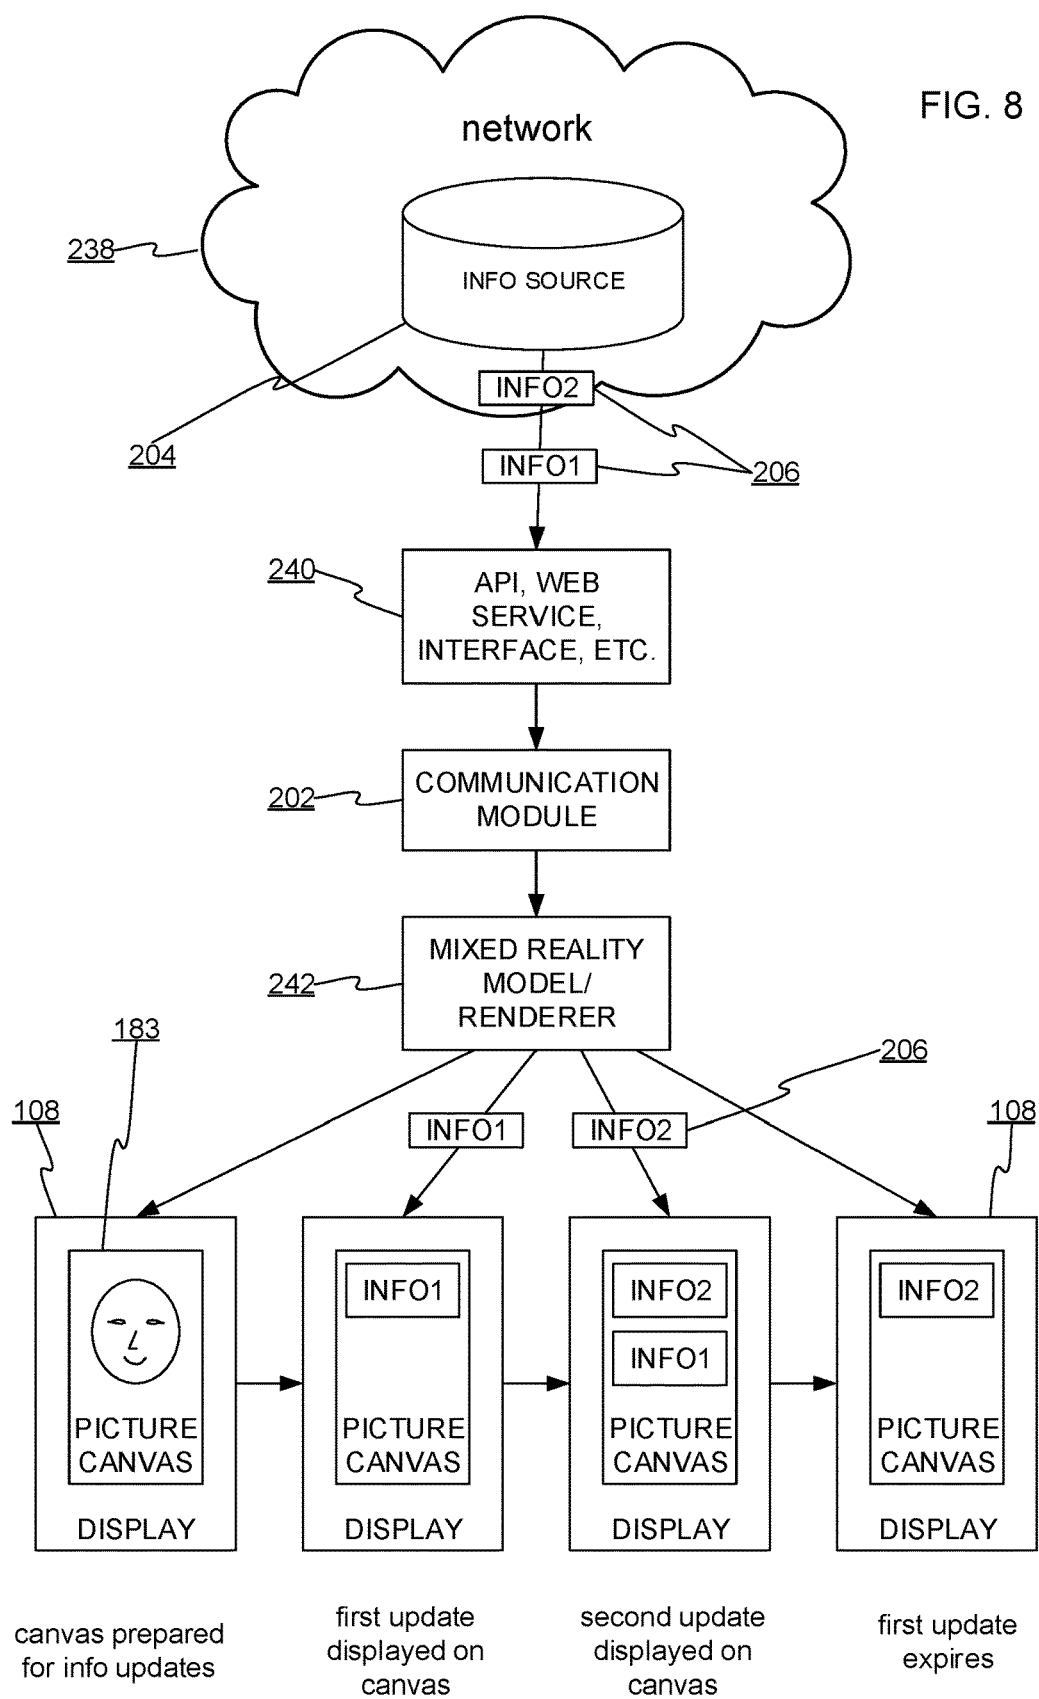 FIG. 8
network
238
INFO SOURCE
INFO2
204
INFO1
206
240
API, WEB
SERVICE,
INTERFACE, ETC.
202
COMMUNICATION
MODULE
242
MIXED REALITY
MODEL/
RENDERER
183
206
108
INFO1
INFO2
108
PICTURE
CANVAS
DISPLAY
INFO1
PICTURE
CANVAS
DISPLAY
INFO2
INFO1
PICTURE
CANVAS
DISPLAY
INFO2
PICTURE
CANVAS
DISPLAY
canvas prepared
for info updates
first update
displayed on
canvas
second update
displayed on
canvas
first update
expires